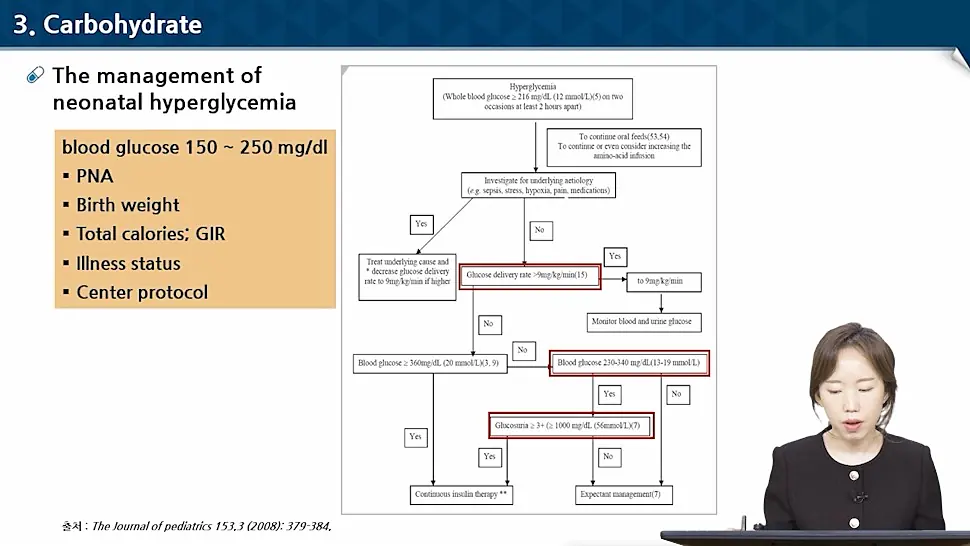 3. Carbohydrate
The management of
neonatal hyperglycemia
blood glucose 150 ~ 250 mg/dl
▪ PNA
▪ Birth weight
▪ Total calories; GIR
▪ Illness status
▪ Center protocol
Hyperglycemia
(Whole blood glucose ≥ 216 mg/dL (12 mmol/L)(5) on two
occasions at least 2 hours apart)
To continue oral feeds(53,54)
To continue or even consider increasing the
amino-acid infusion
Investigate for underlying aetiology
(e.g. sepsis, stress, hypoxia, pain, medications)
Yes
No
Treat underlying cause and
* decrease glucose delivery
rate to 9mg/kg/min if higher
Glucose delivery rate >9mg/kg/min(15)
Yes
to 9mg/kg/min
Monitor blood and urine glucose
No
Blood glucose ≥ 360mg/dL (20 mmol/L)(3, 9)
No
Blood glucose 230-340 mg/dL(13-19 mmol/L)
Yes
No
Glucosuria ≥ 3+ (≥ 1000 mg/dL (56mmol/L)(7)
Yes
Yes
No
Continuous insulin therapy **
Expectant management(7)
출처 : The Journal of pediatrics 153.3 (2008): 379-384.